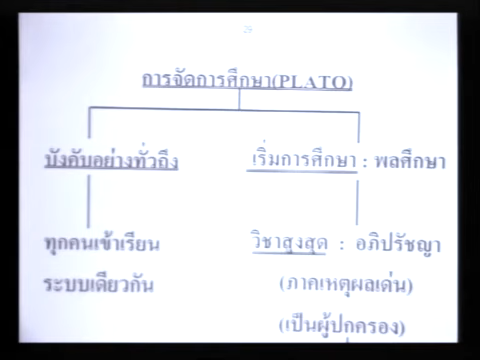 การจัดการศึกษา(PLATO)
บังคับอย่างทั่วถึง
เริ่มการศึกษา : พลศึกษา
ทุกคนเข้าเรียน
ระบบเดียวกัน
วิชาสูงสุด : อภิปรัชญา
(ภาคเหตุผลเด่น)
(เป็นผู้ปกครอง)